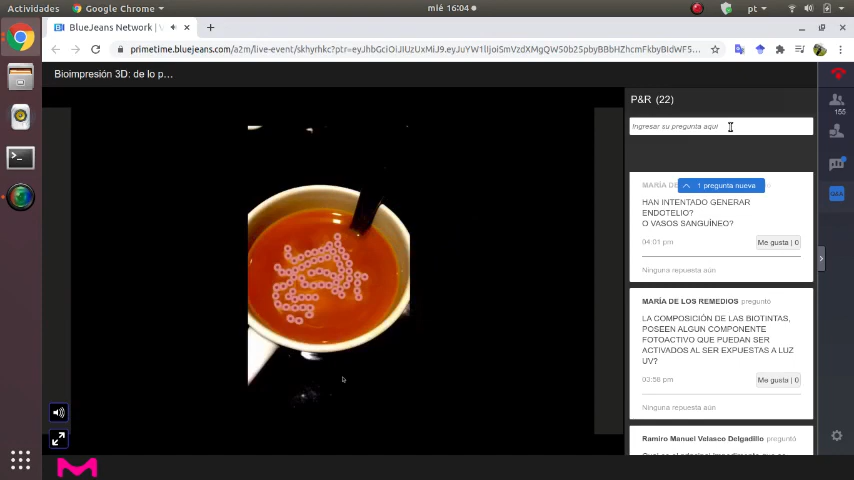 Actividades
Google Chrome
mié 16:04
pt
BlueJeans Network | V
primetime.bluejeans.com/a2m/live-event/skhyrhkc?ptr=
Bioimpresión 3D: de lo p…
P&R (22)
155
Ingresar su pregunta aquí
MARÍA DE
1 pregunta nueva
HAN INTENTADO GENERAR
ENDOTELIO?
O VASOS SANGUÍNEO?
04:01 pm
Me gusta | 0
Ninguna repuesta aún
MARÍA DE LOS REMEDIOS preguntó
LA COMPOSICIÓN DE LAS BIOTINTAS,
POSEEN ALGUN COMPONENTE
FOTOACTIVO QUE PUEDAN SER
ACTIVADOS AL SER EXPUESTAS A LUZ
UV?
03:58 pm
Me gusta | 0
Ninguna repuesta aún
Ramiro Manuel Velasco Delgadillo preguntó
Q&A